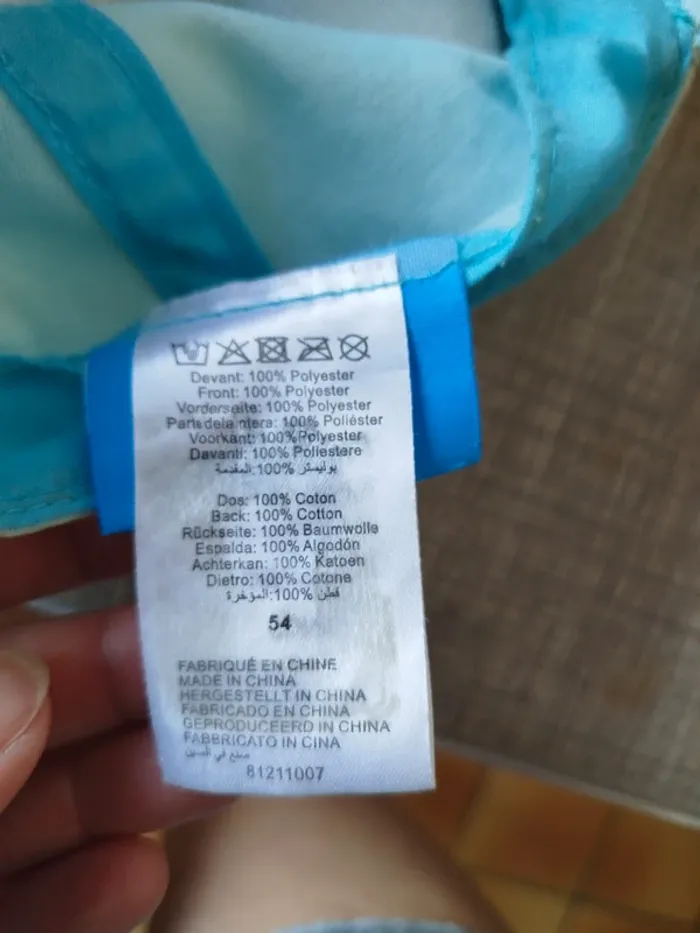 Devant: 100% Polyester
Front: 100% Polyester
Vorderseite: 100% Polyester
Parte delantera: 100% Poliéster
Voorkant: 100% Polyester
Davanti: 100% Poliestere
بوليستر %100:المقدمة
Dos: 100% Coton
Back: 100% Cotton
Rückseite: 100% Baumwolle
Espalda: 100% Algodón
Achterkan: 100% Katoen
Dietro: 100% Cotone
قطن %100:المؤخرة
54
FABRIQUÉ EN CHINE
MADE IN CHINA
HERGESTELLT IN CHINA
FABRICADO EN CHINA
GEPRODUCEERD IN CHINA
FABBRICATO IN CINA
صنع في الصين
81211007